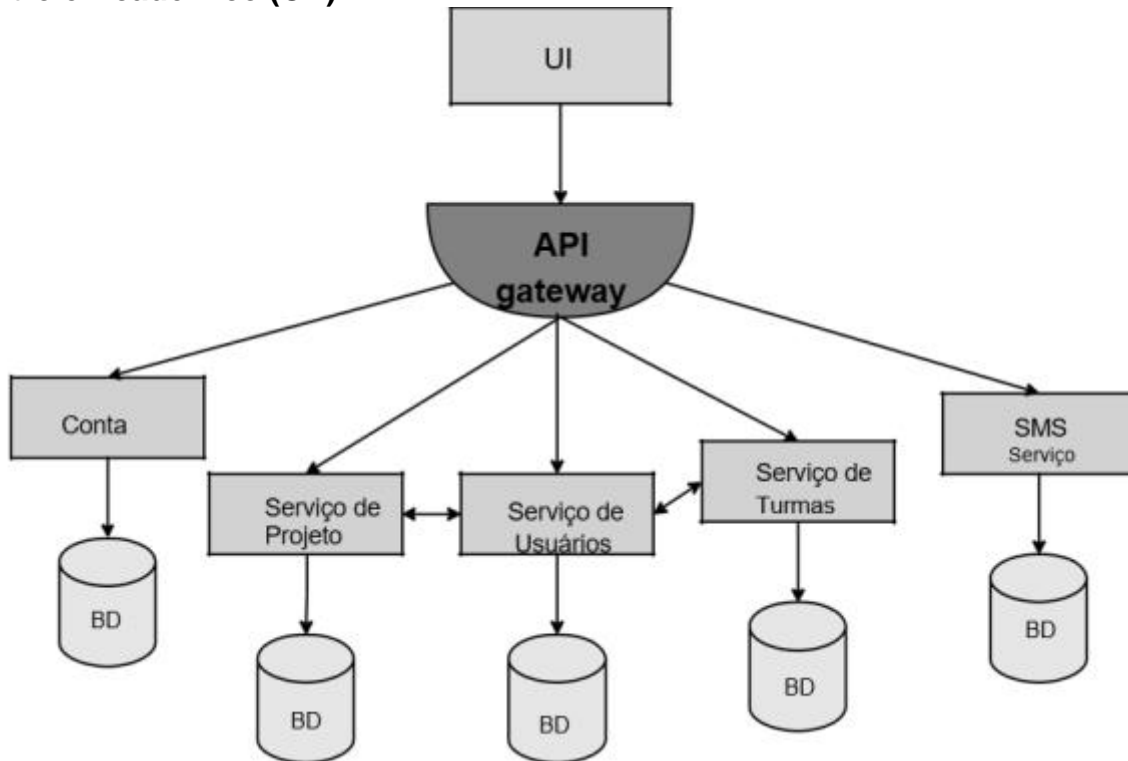 UI
API
gateway
Conta
SMS
Serviço
Serviço de
Turmas
Serviço de
Projeto
Serviço de
Usuários
BD
BD
BD
BD
BD